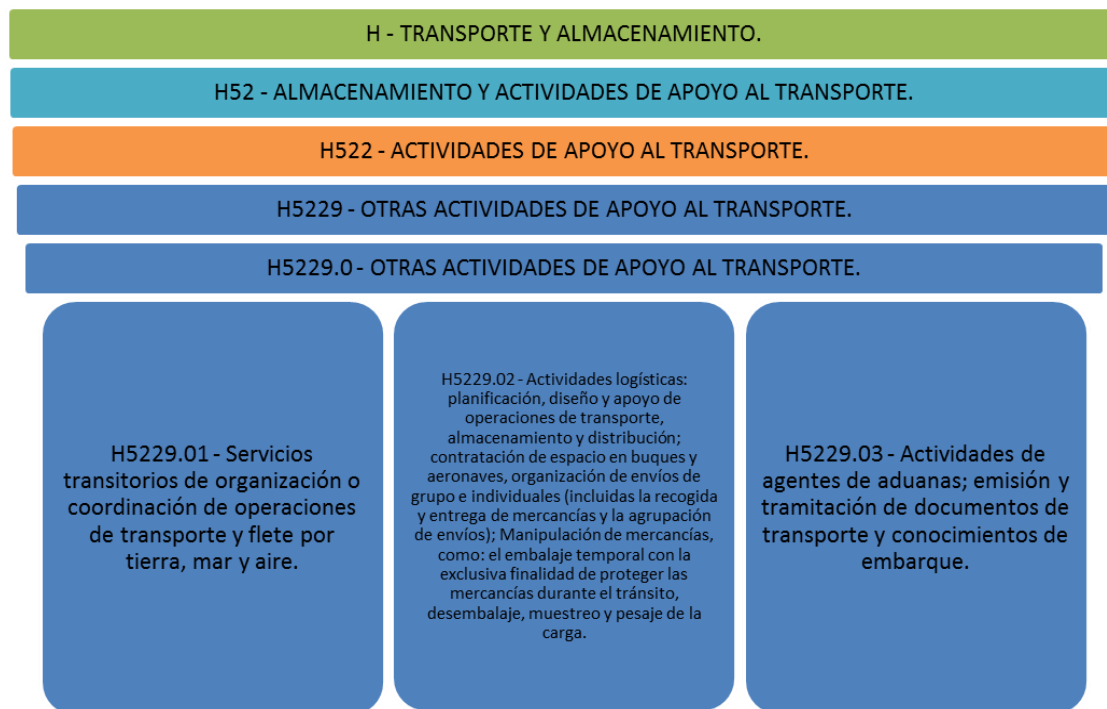 H - TRANSPORTE Y ALMACENAMIENTO.
H52 - ALMACENAMIENTO Y ACTIVIDADES DE APOYO AL TRANSPORTE.
H522 - ACTIVIDADES DE APOYO AL TRANSPORTE.
H5229 - OTRAS ACTIVIDADES DE APOYO AL TRANSPORTE.
H5229.0 - OTRAS ACTIVIDADES DE APOYO AL TRANSPORTE.
H5229.01 - Servicios
transitorios de organización o
coordinación de operaciones
de transporte y flete por
tierra, mar y aire.
H5229.02 - Actividades logísticas:
planificación, diseño y apoyo de
operaciones de transporte,
almacenamiento y distribución;
contratación de espacio en buques y
aeronaves, organización de envíos de
grupo e individuales (incluidas la recogida
y entrega de mercancías y la agrupación
de envíos); Manipulación de mercancías,
como: el embalaje temporal con la
exclusiva finalidad de proteger las
mercancías durante el tránsito,
desembalaje, muestreo y pesaje de la
carga.
H5229.03 - Actividades de
agentes de aduanas; emisión y
tramitación de documentos de
transporte y conocimientos de
embarque.